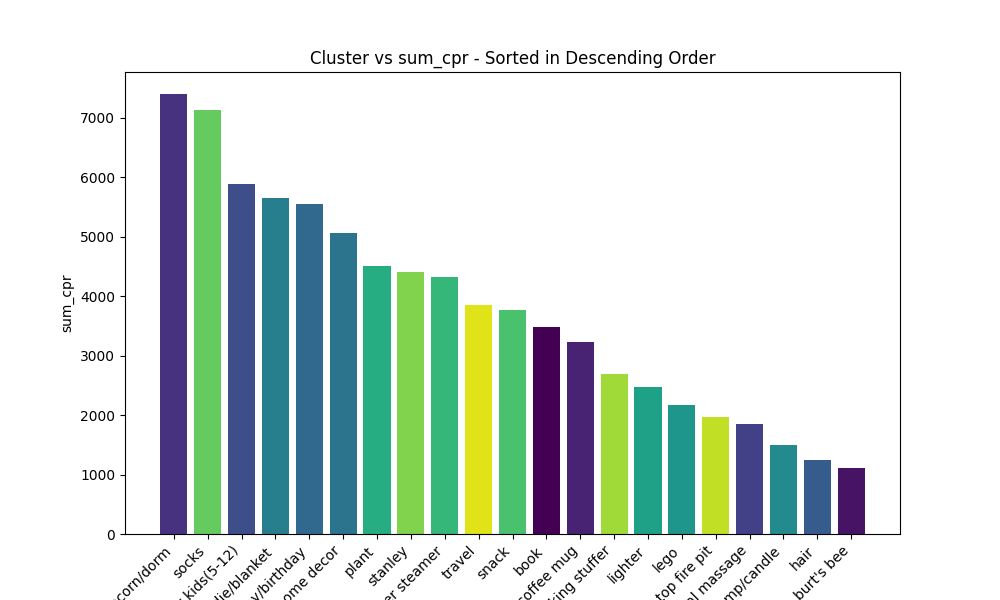 Cluster vs sum_cpr - Sorted in Descending Order
sum_cpr
7000
6000
5000
4000
3000
2000
1000
0
corn/dorm
socks
kids(5-12)
die/blanket
y/birthday
ome decor
plant
stanley
er steamer
travel
snack
book
coffee mug
king stuffer
lighter
lego
top fire pit
al massage
mp/candle
hair
burt's bee